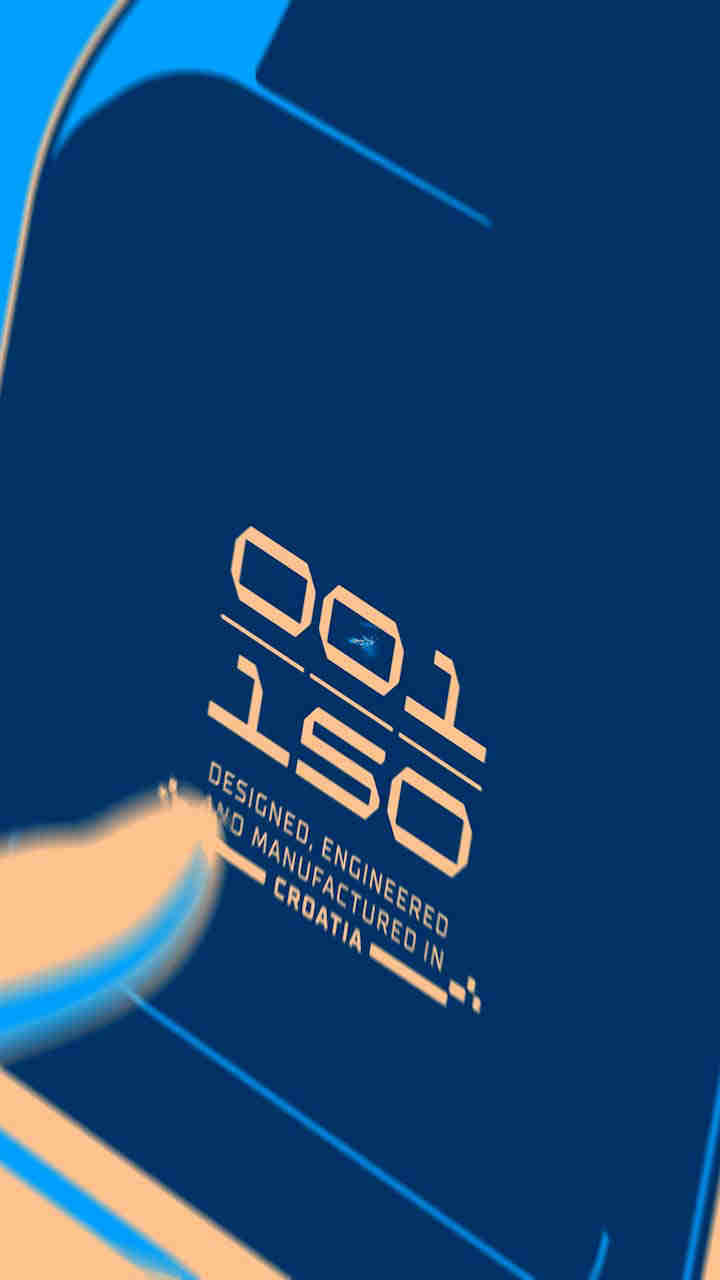 001
150
DESIGNED, ENGINEERED
AND MANUFACTURED IN
CROATIA